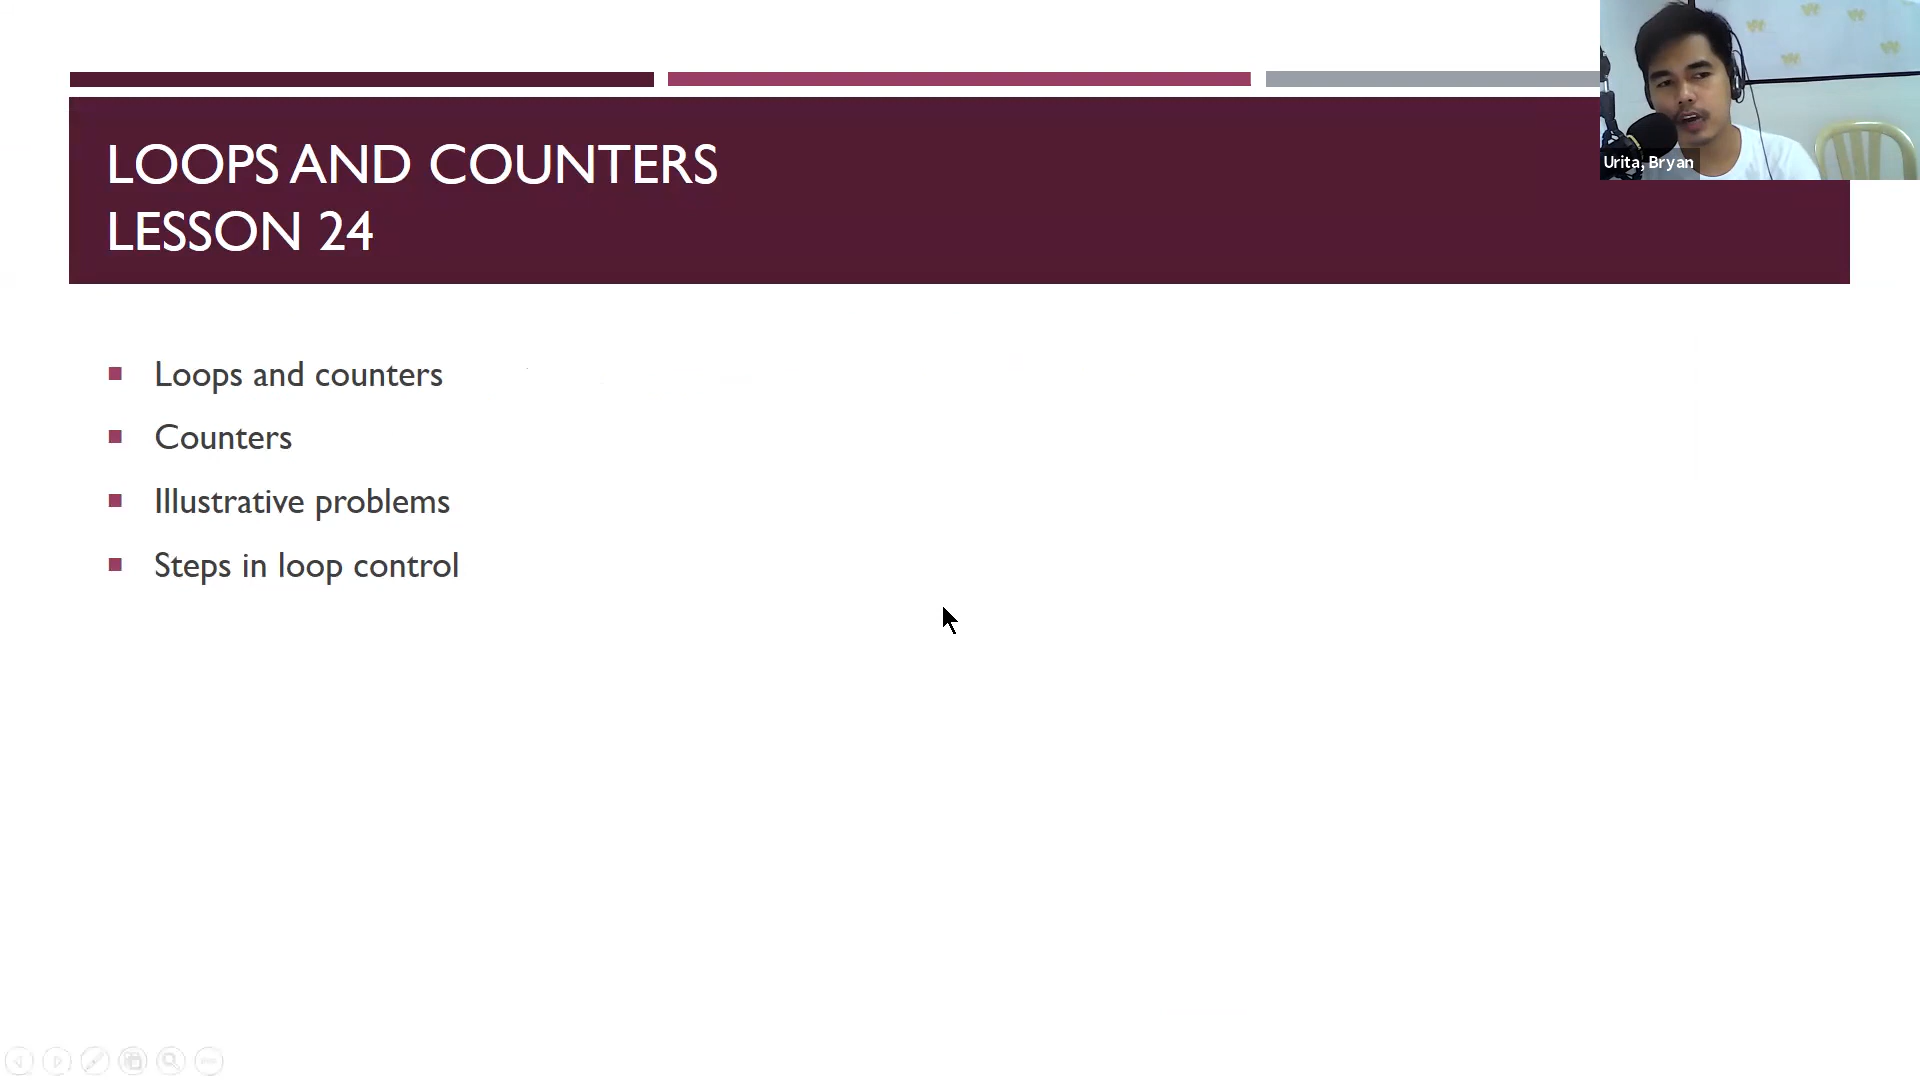 LOOPS AND COUNTERS
LESSON 24
Urita, Bryan
Loops and counters
Counters
Illustrative problems
Steps in loop control